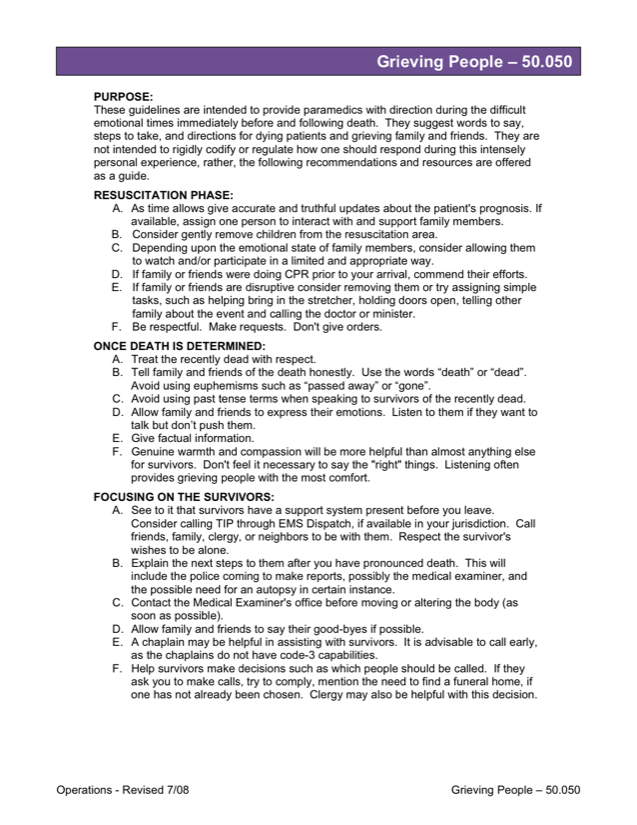 Grieving People – 50.050
PURPOSE:
These guidelines are intended to provide paramedics with direction during the difficult
emotional times immediately before and following death. They suggest words to say,
steps to take, and directions for dying patients and grieving family and friends. They are
not intended to rigidly codify or regulate how one should respond during this intensely
personal experience, rather, the following recommendations and resources are offered
as a guide.
RESUSCITATION PHASE:
A. As time allows give accurate and truthful updates about the patient's prognosis. If
available, assign one person to interact with and support family members.
B. Consider gently remove children from the resuscitation area.
C. Depending upon the emotional state of family members, consider allowing them
to watch and/or participate in a limited and appropriate way.
D. If family or friends were doing CPR prior to your arrival, commend their efforts.
E. If family or friends are disruptive consider removing them or try assigning simple
tasks, such as helping bring in the stretcher, holding doors open, telling other
family about the event and calling the doctor or minister.
F. Be respectful. Make requests. Don't give orders.
ONCE DEATH IS DETERMINED:
A. Treat the recently dead with respect.
B. Tell family and friends of the death honestly. Use the words “death” or “dead”.
Avoid using euphemisms such as “passed away” or “gone”.
C. Avoid using past tense terms when speaking to survivors of the recently dead.
D. Allow family and friends to express their emotions. Listen to them if they want to
talk but don’t push them.
E. Give factual information.
F. Genuine warmth and compassion will be more helpful than almost anything else
for survivors. Don't feel it necessary to say the "right" things. Listening often
provides grieving people with the most comfort.
FOCUSING ON THE SURVIVORS:
A. See to it that survivors have a support system present before you leave.
Consider calling TIP through EMS Dispatch, if available in your jurisdiction. Call
friends, family, clergy, or neighbors to be with them. Respect the survivor's
wishes to be alone.
B. Explain the next steps to them after you have pronounced death. This will
include the police coming to make reports, possibly the medical examiner, and
the possible need for an autopsy in certain instance.
C. Contact the Medical Examiner's office before moving or altering the body (as
soon as possible).
D. Allow family and friends to say their good-byes if possible.
E. A chaplain may be helpful in assisting with survivors. It is advisable to call early,
as the chaplains do not have code-3 capabilities.
F. Help survivors make decisions such as which people should be called. If they
ask you to make calls, try to comply, mention the need to find a funeral home, if
one has not already been chosen. Clergy may also be helpful with this decision.
Operations - Revised 7/08
Grieving People – 50.050